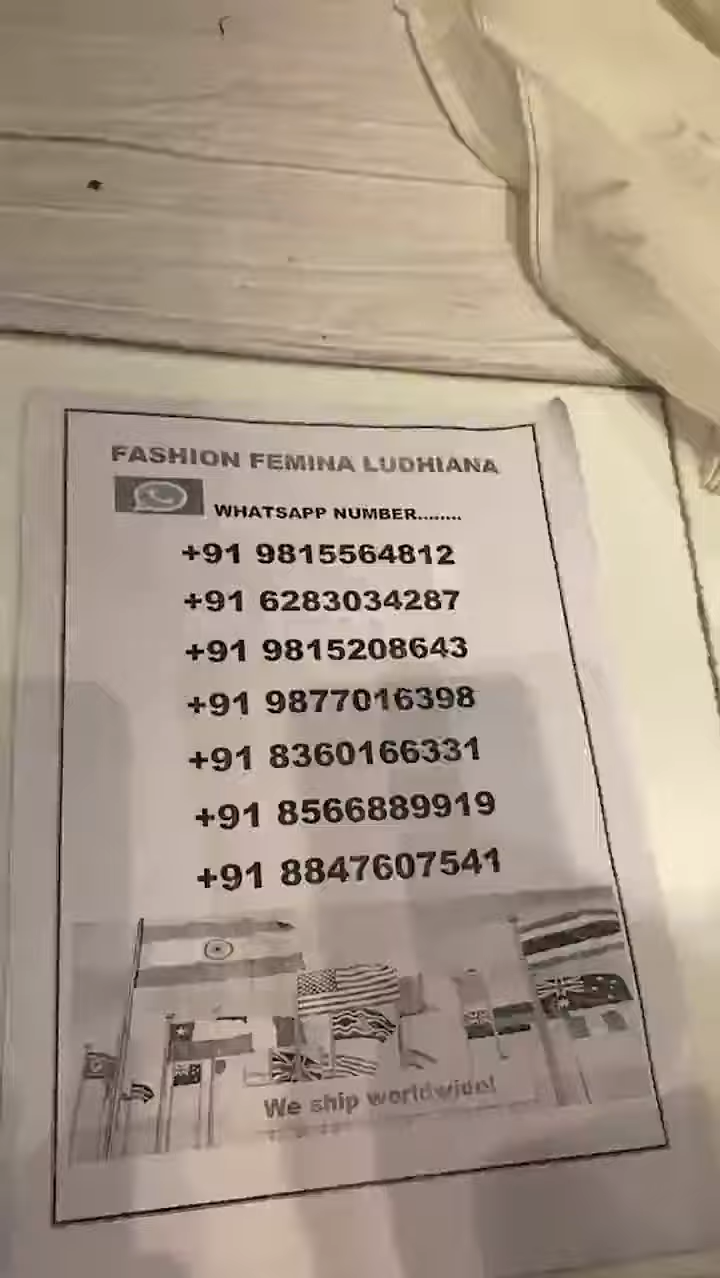 FASHION FEMINA LUDHIANA
WHATSAPP NUMBER........
+91 9815564812
+91 6283034287
+91 9815208643
+91 9877016398
+91 8360166331
+91 8566889919
+91 8847607541
We ship worldwide!